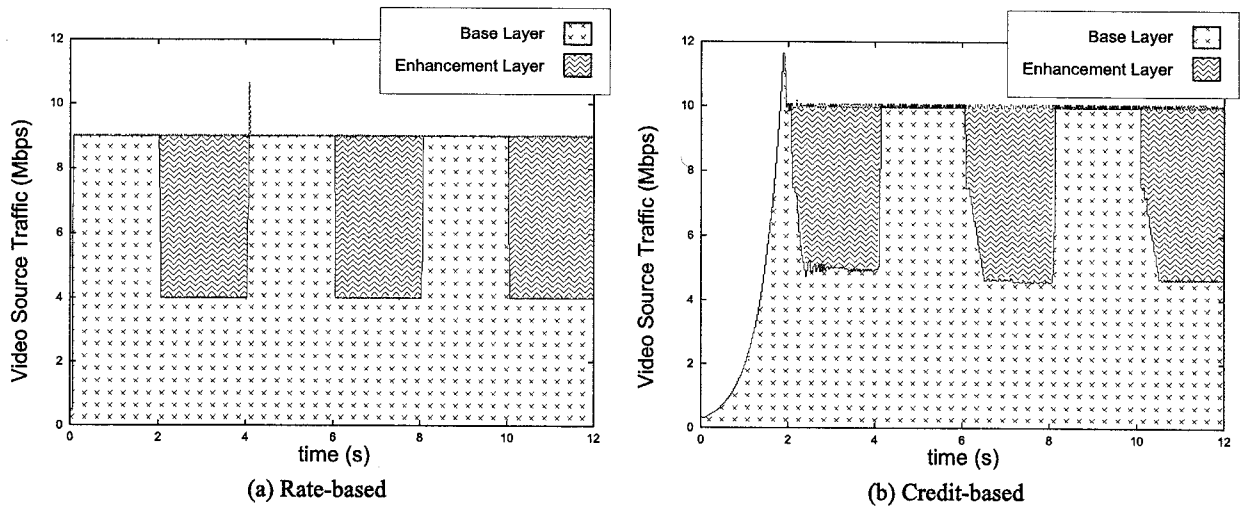 Base Layer
Enhancement Layer
12
10
8
6
4
2
0
Video Source Traffic (Mbps)
0 2 4 6 8 10 12
time (s)
(a) Rate-based
Base Layer
Enhancement Layer
12
10
8
6
4
2
0
Video Source Traffic (Mbps)
0 2 4 6 8 10 12
time (s)
(b) Credit-based